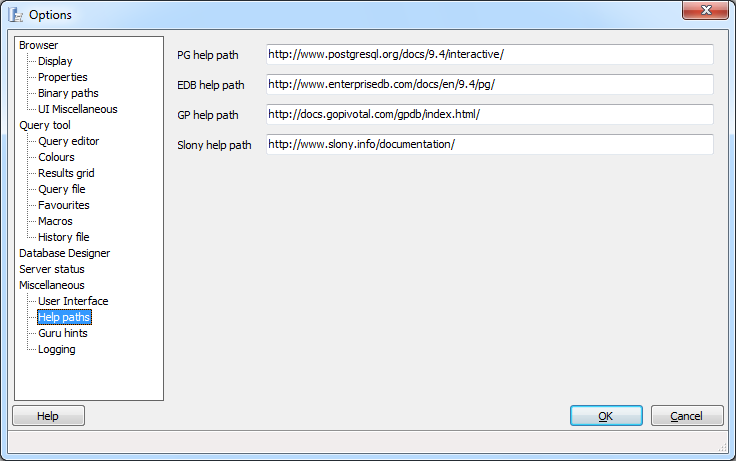 Options
Browser
Display
Properties
Binary paths
UI Miscellaneous
Query tool
Query editor
Colours
Results grid
Query file
Favourites
Macros
History file
Database Designer
Server status
Miscellaneous
User Interface
Help paths
Guru hints
Logging
PG help path http://www.postgresql.org/docs/9.4/interactive/
EDB help path http://www.enterprisedb.com/docs/en/9.4/pg/
GP help path http://docs.gopivotal.com/gpdb/index.html/
Slony help path http://www.slony.info/documentation/
Help OK Cancel